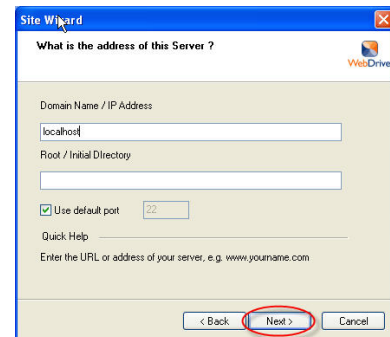 Site Wizard
What is the address of this Server ?
WebDrive
Domain Name / IP Address
localhost
Root / Initial DIrectory
Use default port 22
Quick Help
Enter the URL or address of your server, e.g. www.yourname.com
< Back Next > Cancel